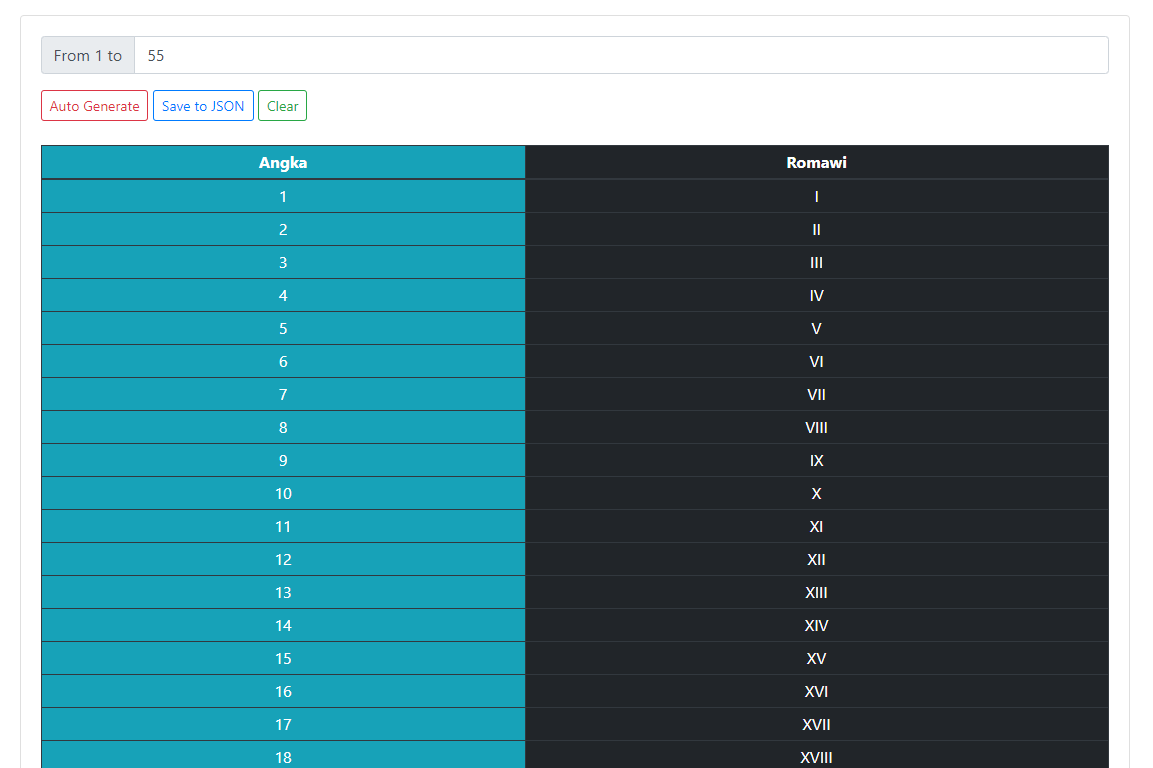 From 1 to 55
Auto Generate Save to JSON Clear
Angka Romawi
1 I
2 II
3 III
4 IV
5 V
6 VI
7 VII
8 VIII
9 IX
10 X
11 XI
12 XII
13 XIII
14 XIV
15 XV
16 XVI
17 XVII
18 XVIII